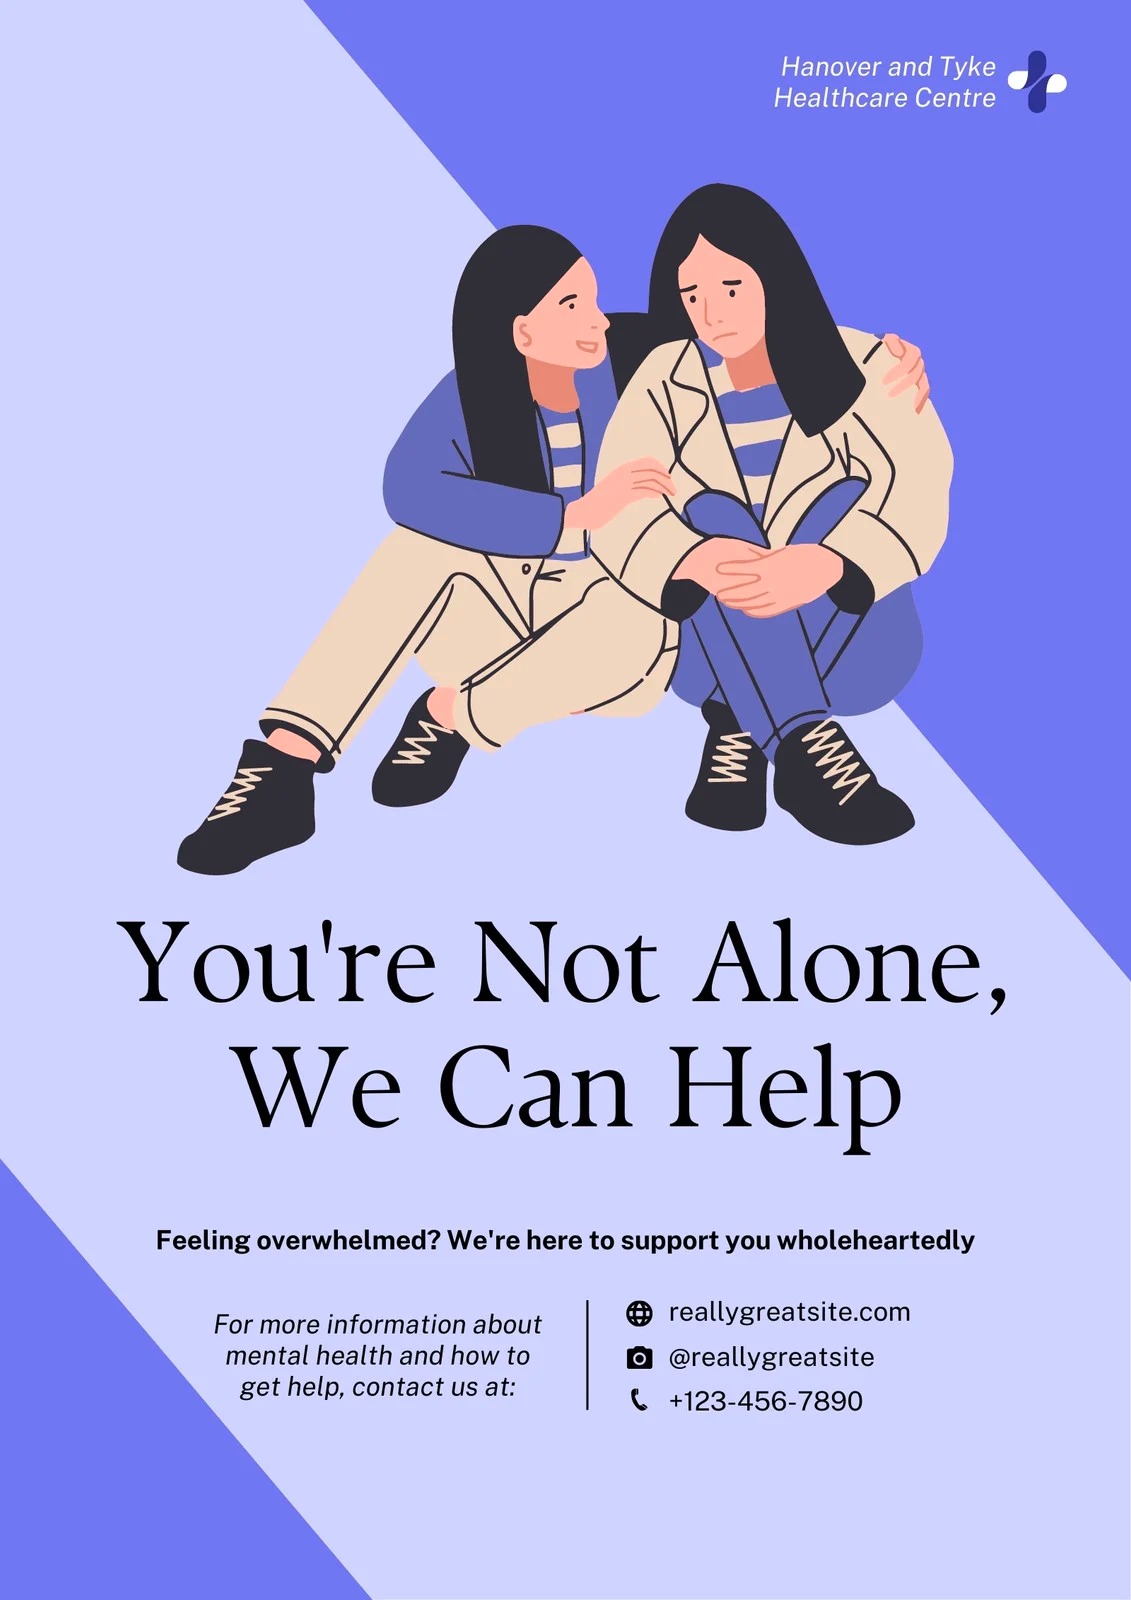 Hanover and Tyke
Healthcare Centre
You're Not Alone,
We Can Help
Feeling overwhelmed? We're here to support you wholeheartedly
For more information about
mental health and how to
get help, contact us at:
reallygreatsite.com
@reallygreatsite
+123-456-7890